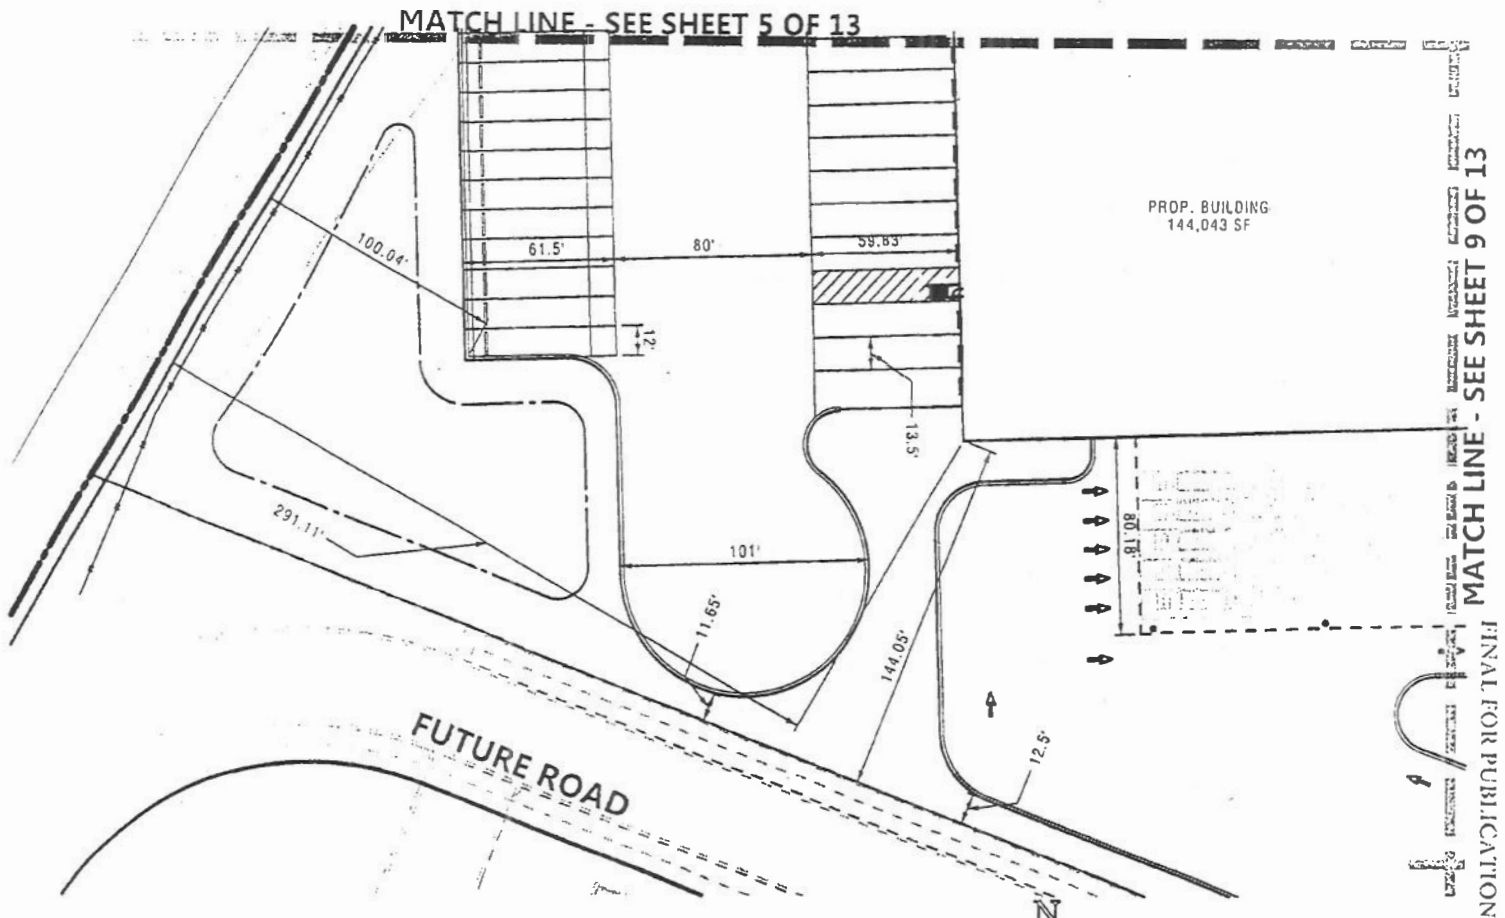 MATCH LINE - SEE SHEET 5 OF 13
PROP. BUILDING
144,043 SF
MATCH LINE - SEE SHEET 9 OF 13
100.04'
61.5'
80'
59.83'
12'
13.5'
80.18'
291.11'
101'
11.65'
144.05'
12.5'
FUTURE ROAD
FINAL FOR PUBLICATION
N